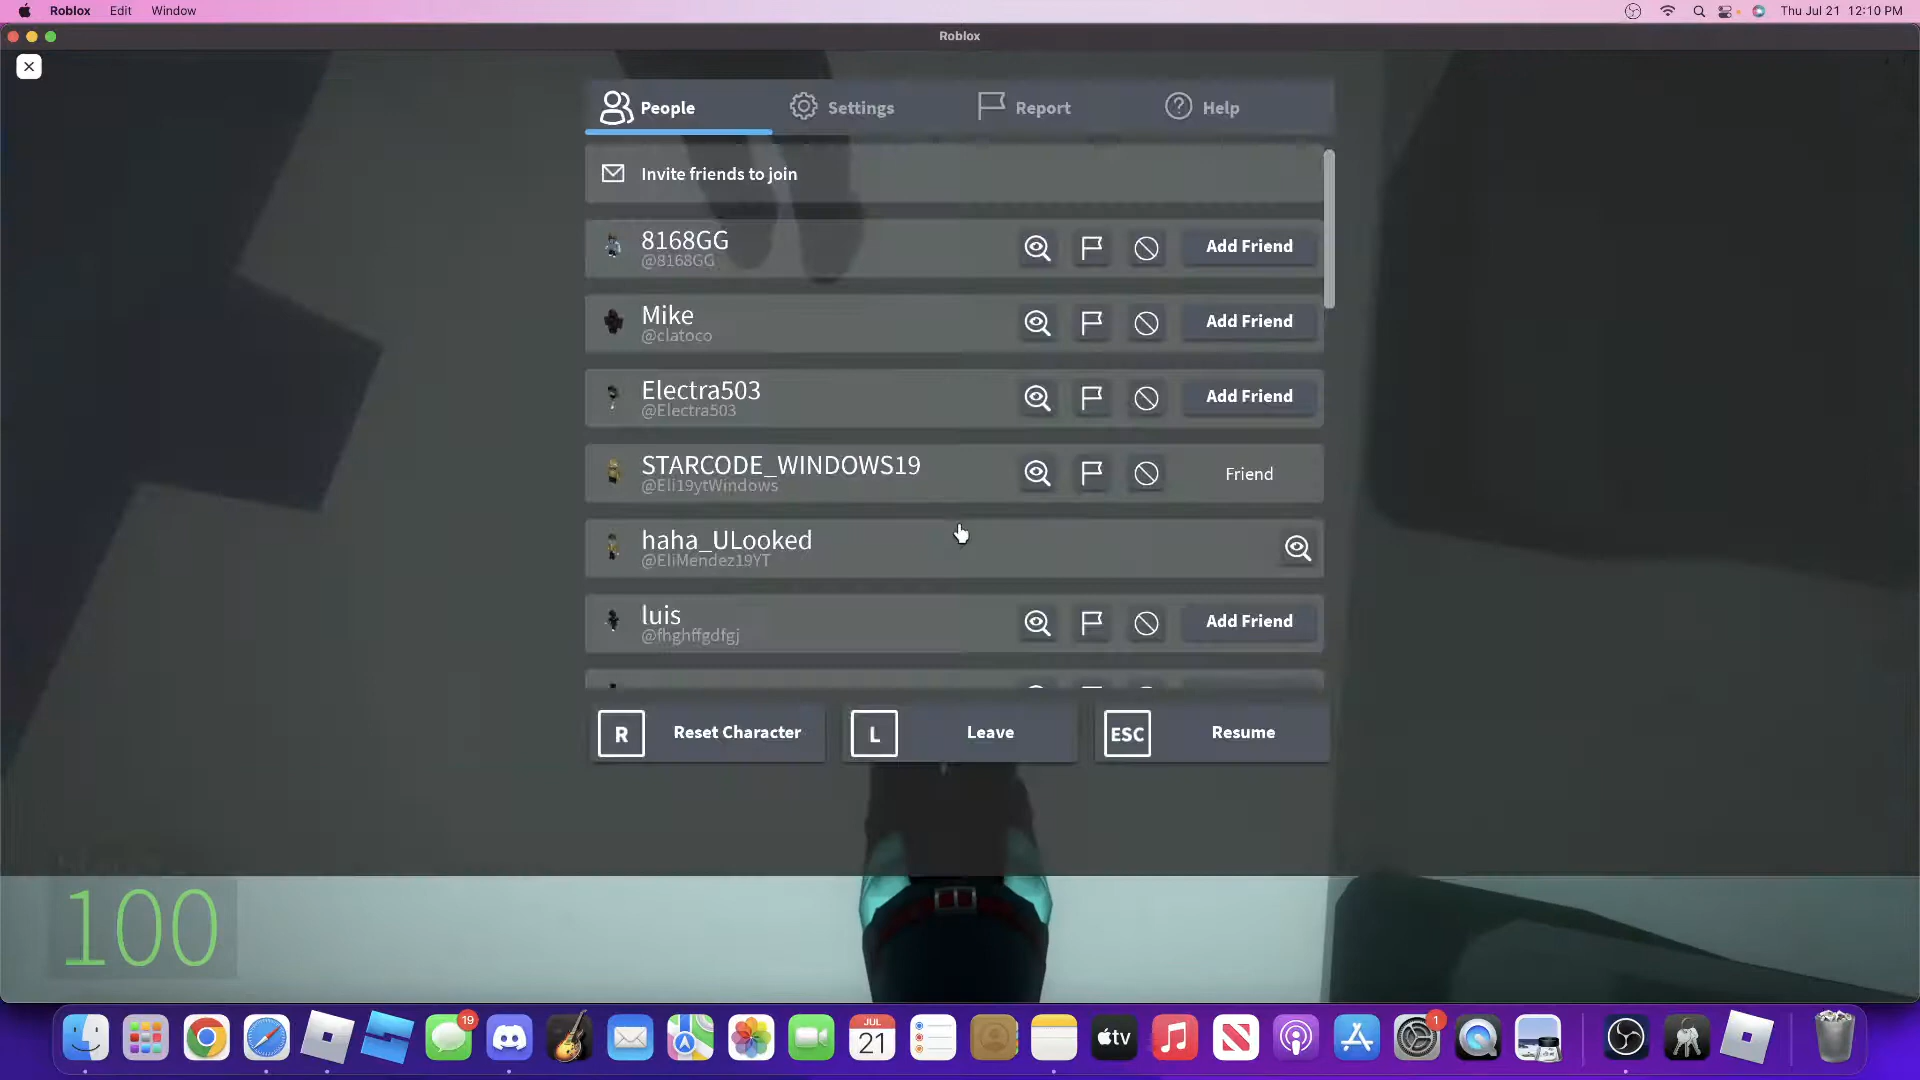 Roblox Edit Window Thu Jul 21 12:10 PM
Roblox
People Settings Report Help
Invite friends to join
8168GG
@8168GG
Add Friend
Mike
@clatoco
Add Friend
Electra503
@Electra503
Add Friend
STARCODE_WINDOWS19
@Eli19ytWindows
Friend
haha_ULooked
@EliMendez19YT
luis
@fhghffgdfgj
Add Friend
R Reset Character L Leave ESC Resume
100
19
JUL
21
tv
1